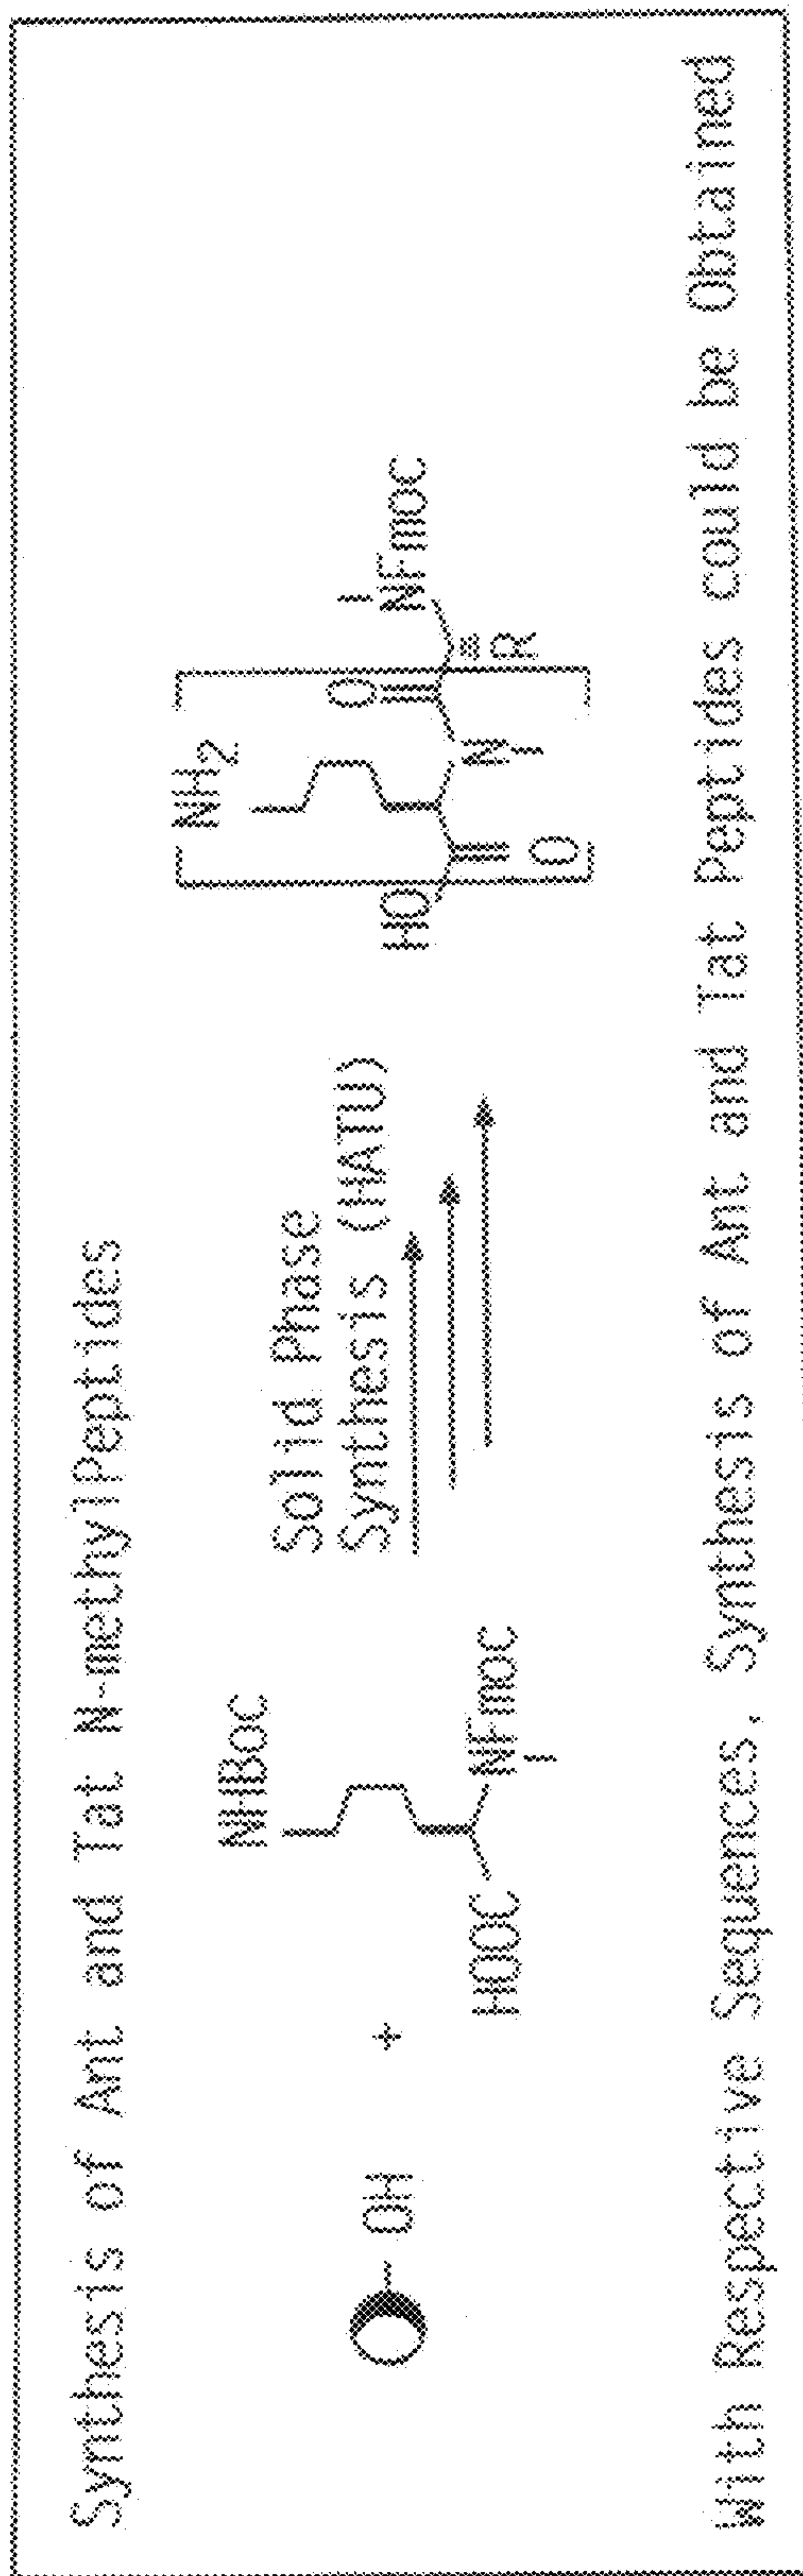 Synthesis of Ant and Tat N-methylPeptides
NHBoc
OH
+
HOOC
NFmoc
Solid Phase
Synthesis (HATU)
NH2
HO
O
N
O
R
NFmoc
With Respective Sequences, Synthesis of Ant and Tat Peptides could be Obtained